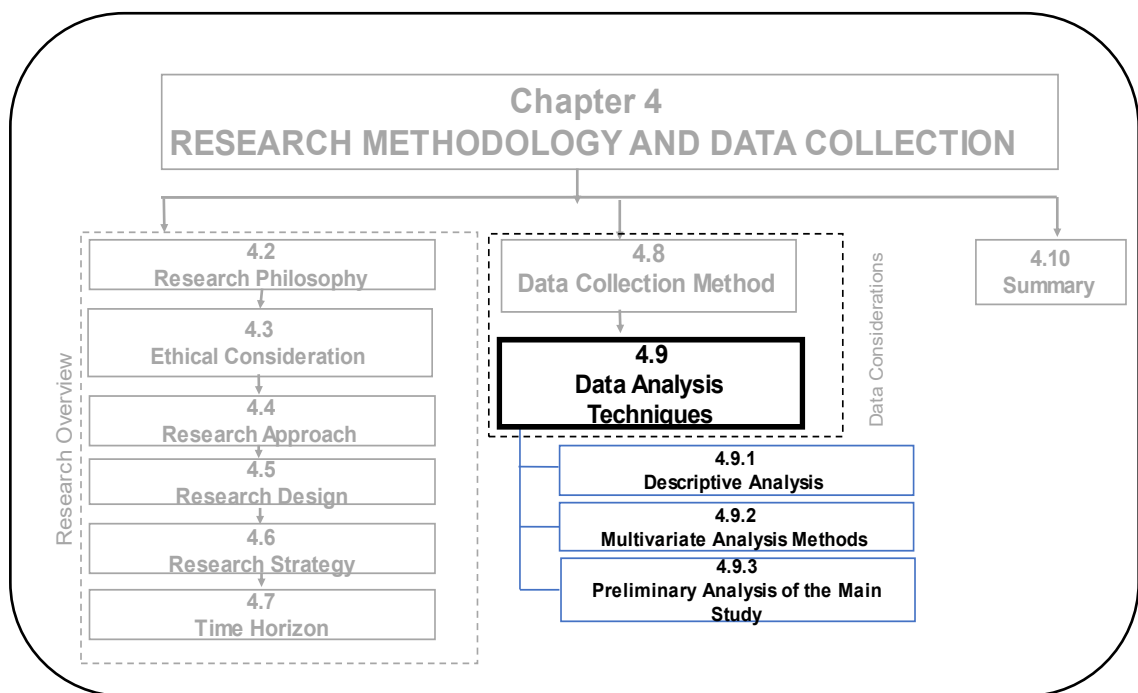 Chapter 4
RESEARCH METHODOLOGY AND DATA COLLECTION
Research Overview
4.2
Research Philosophy
4.3
Ethical Consideration
4.4
Research Approach
4.5
Research Design
4.6
Research Strategy
4.7
Time Horizon
4.8
Data Collection Method
4.9
Data Analysis
Techniques
Data Considerations
4.9.1
Descriptive Analysis
4.9.2
Multivariate Analysis Methods
4.9.3
Preliminary Analysis of the Main
Study
4.10
Summary